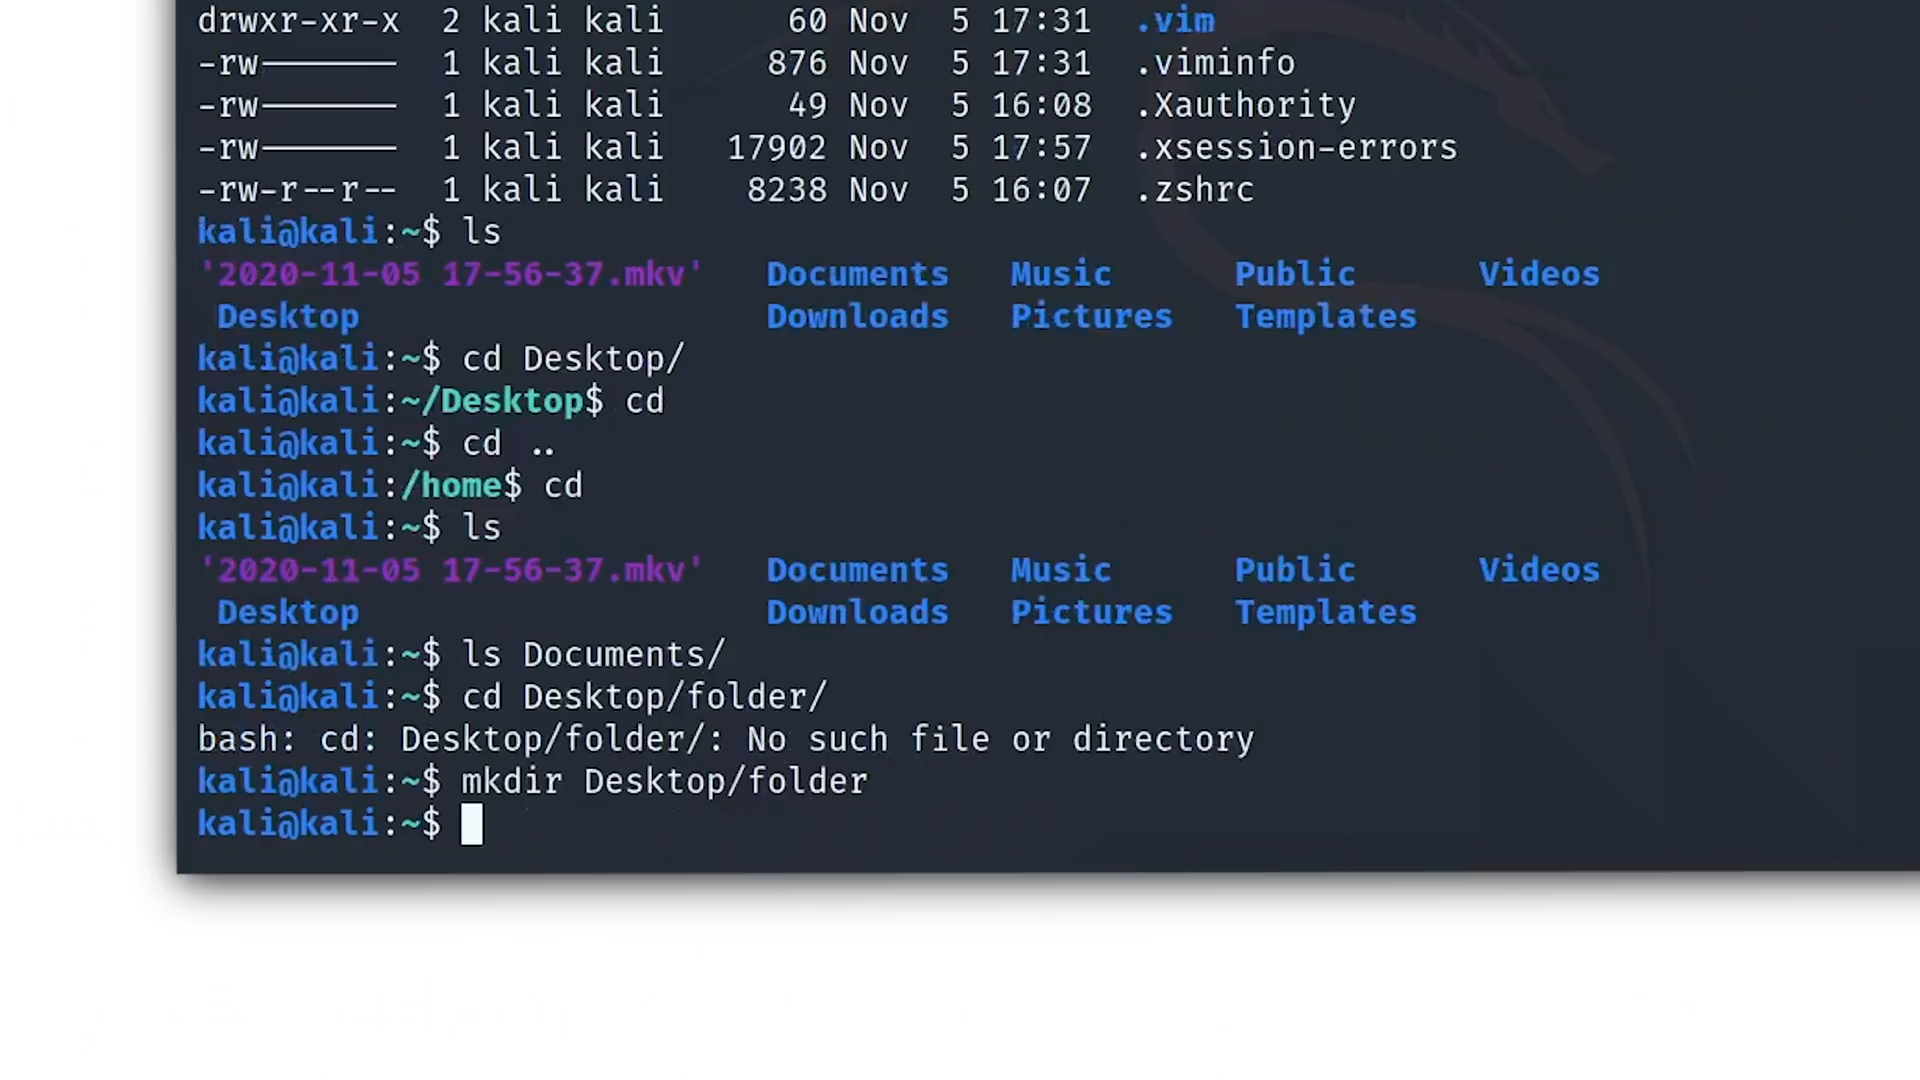 drwxr-xr-x  2 kali kali      60 Nov  5 17:31  .vim
-rw-------  1 kali kali     876 Nov  5 17:31  .viminfo
-rw-------  1 kali kali      49 Nov  5 16:08  .Xauthority
-rw-------  1 kali kali   17902 Nov  5 17:57  .xsession-errors
-rw-r--r--  1 kali kali    8238 Nov  5 16:07  .zshrc
kali@kali:~$ ls
'2020-11-05 17-56-37.mkv'   Documents   Music      Public      Videos
 Desktop                    Downloads   Pictures   Templates
kali@kali:~$ cd Desktop/
kali@kali:~/Desktop$ cd
kali@kali:~$ cd ..
kali@kali:/home$ cd
kali@kali:~$ ls
'2020-11-05 17-56-37.mkv'   Documents   Music      Public      Videos
 Desktop                    Downloads   Pictures   Templates
kali@kali:~$ ls Documents/
kali@kali:~$ cd Desktop/folder/
bash: cd: Desktop/folder/: No such file or directory
kali@kali:~$ mkdir Desktop/folder
kali@kali:~$